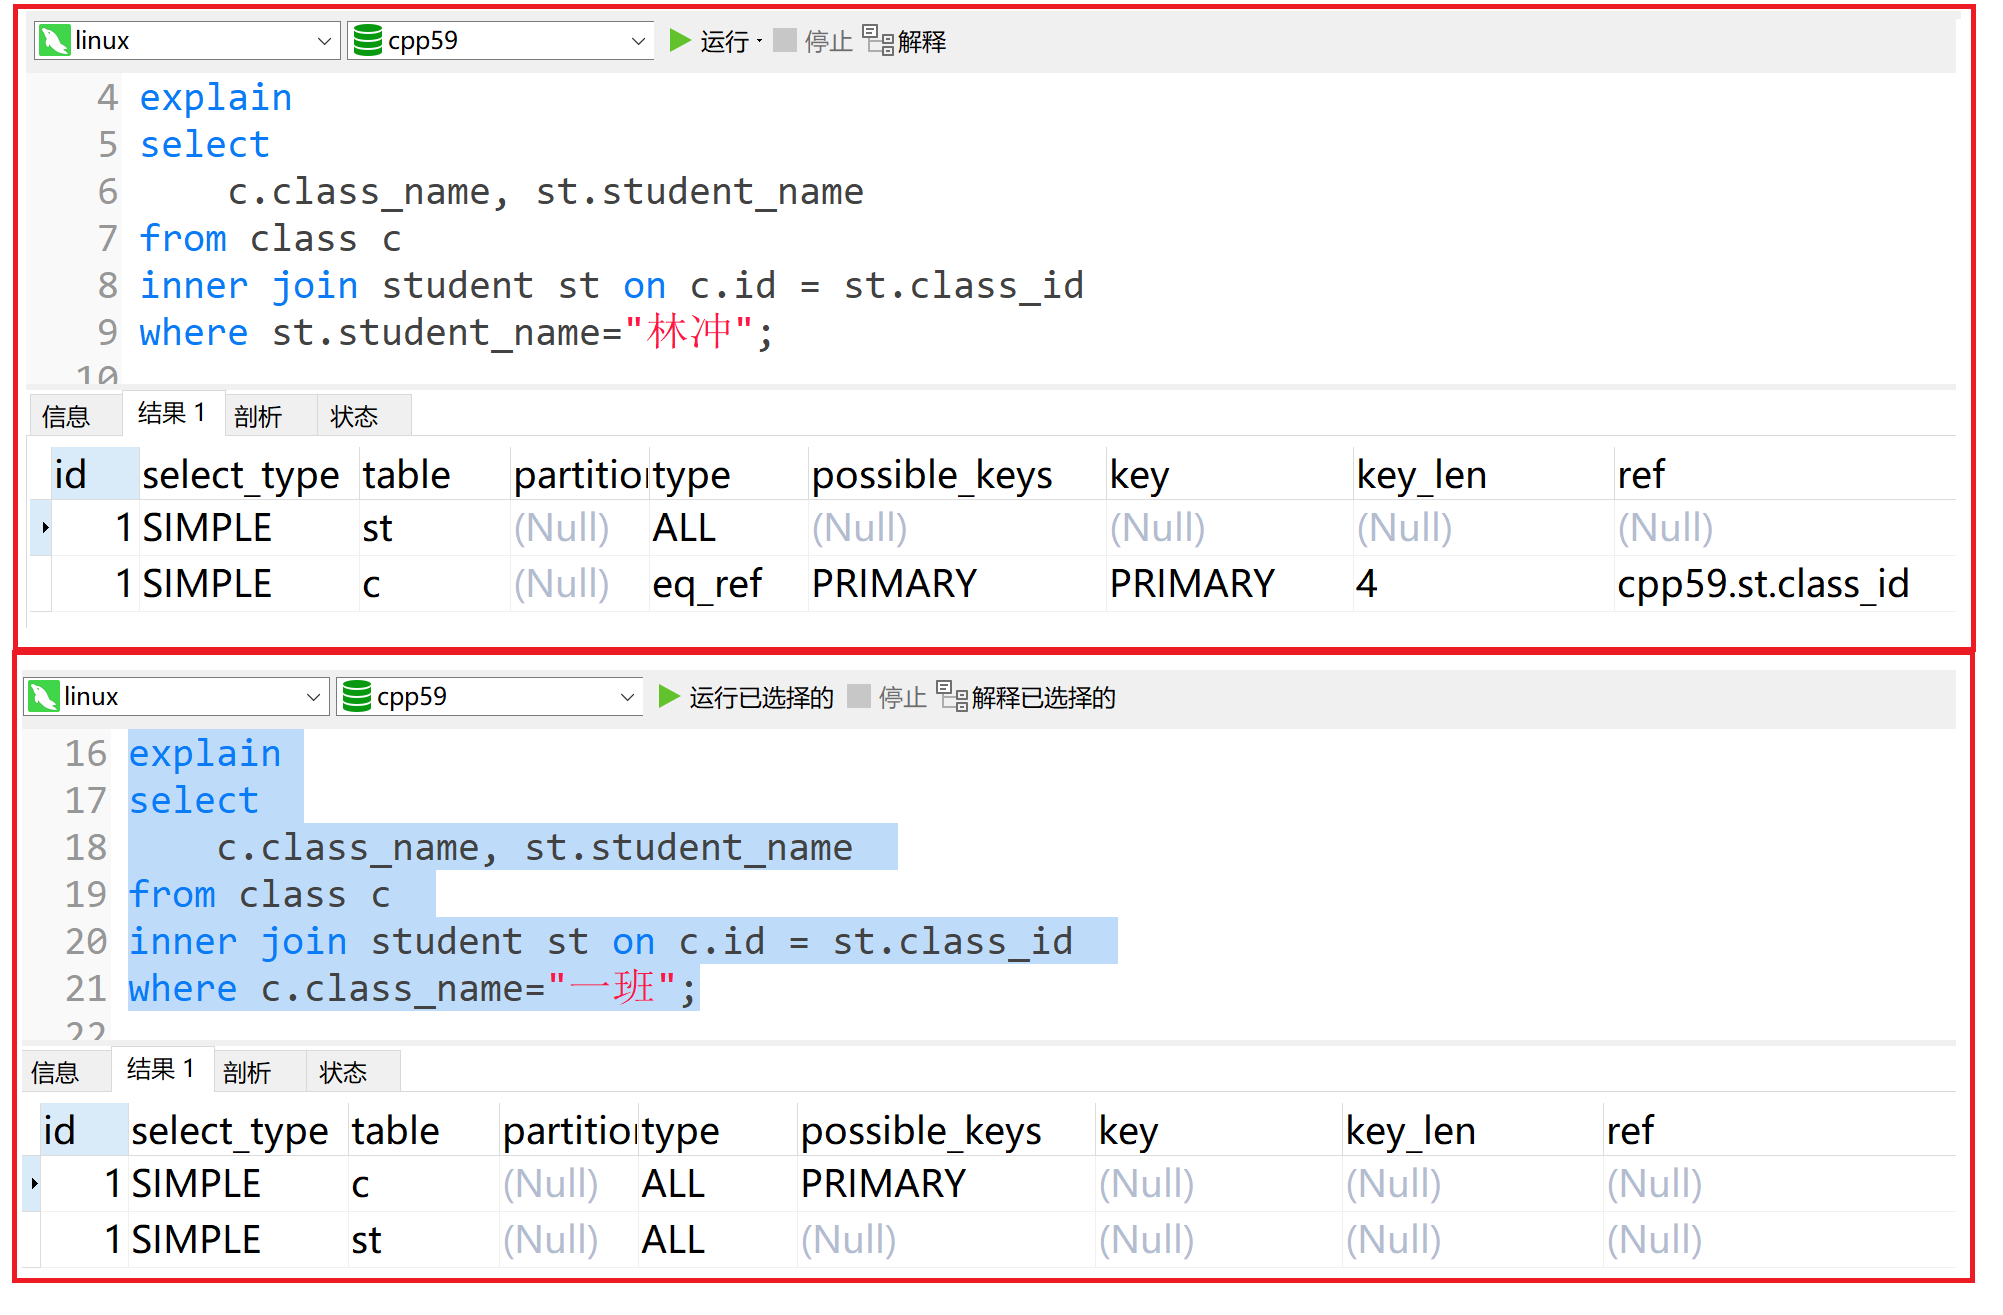 linux cpp59 运行 · 停止 解释
4 explain
5 select
6 c.class_name, st.student_name
7 from class c
8 inner join student st on c.id = st.class_id
9 where st.student_name="林冲";
10
信息 结果 1 剖析 状态
id select_type table partition type possible_keys key key_len ref
1 SIMPLE st (Null) ALL (Null) (Null) (Null) (Null)
1 SIMPLE c (Null) eq_ref PRIMARY PRIMARY 4 cpp59.st.class_id
linux cpp59 运行已选择的 停止 解释已选择的
16 explain
17 select
18 c.class_name, st.student_name
19 from class c
20 inner join student st on c.id = st.class_id
21 where c.class_name="一班";
22
信息 结果 1 剖析 状态
id select_type table partition type possible_keys key key_len ref
1 SIMPLE c (Null) ALL PRIMARY (Null) (Null) (Null)
1 SIMPLE st (Null) ALL (Null) (Null) (Null) (Null)